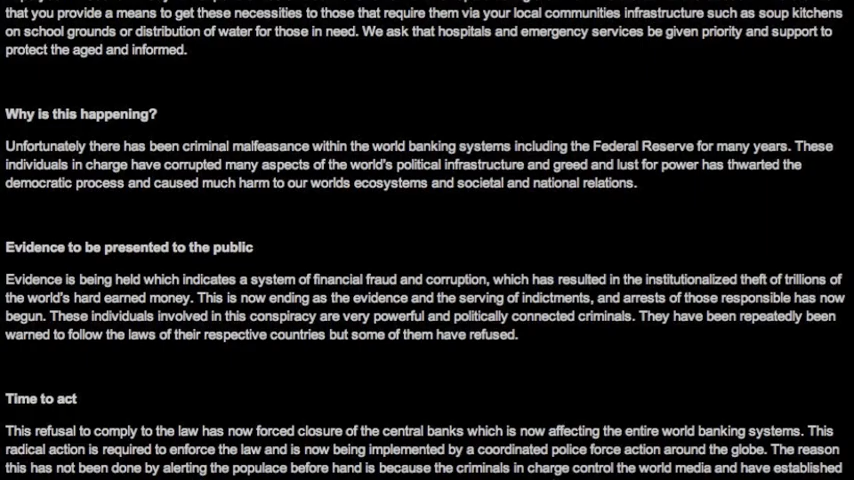 that you provide a means to get these necessities to those that require them via your local communities infrastructure such as soup kitchens
on school grounds or distribution of water for those in need. We ask that hospitals and emergency services be given priority and support to
protect the aged and informed.
Why is this happening?
Unfortunately there has been criminal malfeasance within the world banking systems including the Federal Reserve for many years. These
individuals in charge have corrupted many aspects of the world's political infrastructure and greed and lust for power has thwarted the
democratic process and caused much harm to our worlds ecosystems and societal and national relations.
Evidence to be presented to the public
Evidence is being held which indicates a system of financial fraud and corruption, which has resulted in the institutionalized theft of trillions of
the world's hard earned money. This is now ending as the evidence and the serving of indictments, and arrests of those responsible has now
begun. These individuals involved in this conspiracy are very powerful and politically connected criminals. They have been repeatedly been
warned to follow the laws of their respective countries but some of them have refused.
Time to act
This refusal to comply to the law has now forced closure of the central banks which is now affecting the entire world banking systems. This
radical action is required to enforce the law and is now being implemented by a coordinated police force action around the globe. The reason
this has not been done by alerting the populace before hand is because the criminals in charge control the world media and have established